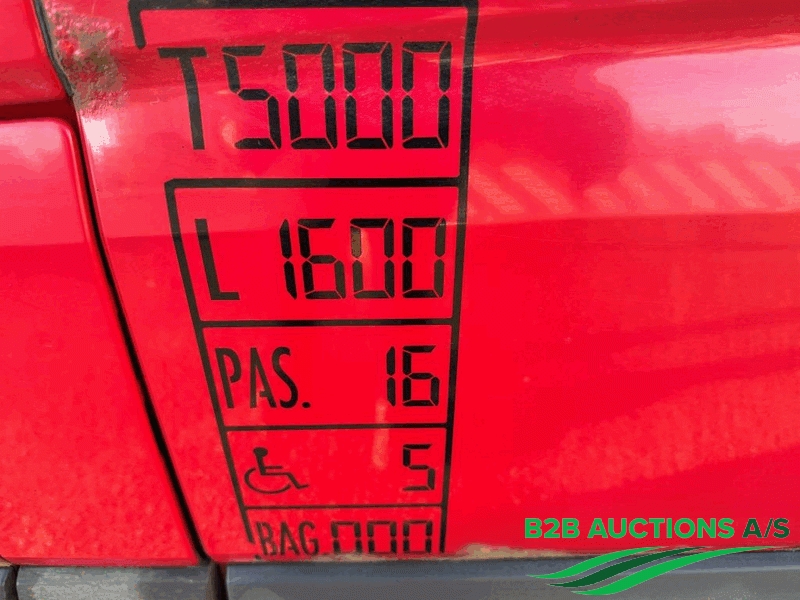 T5000
L 1600
PAS. 16
5
BAG 000
B2B AUCTIONS A/S